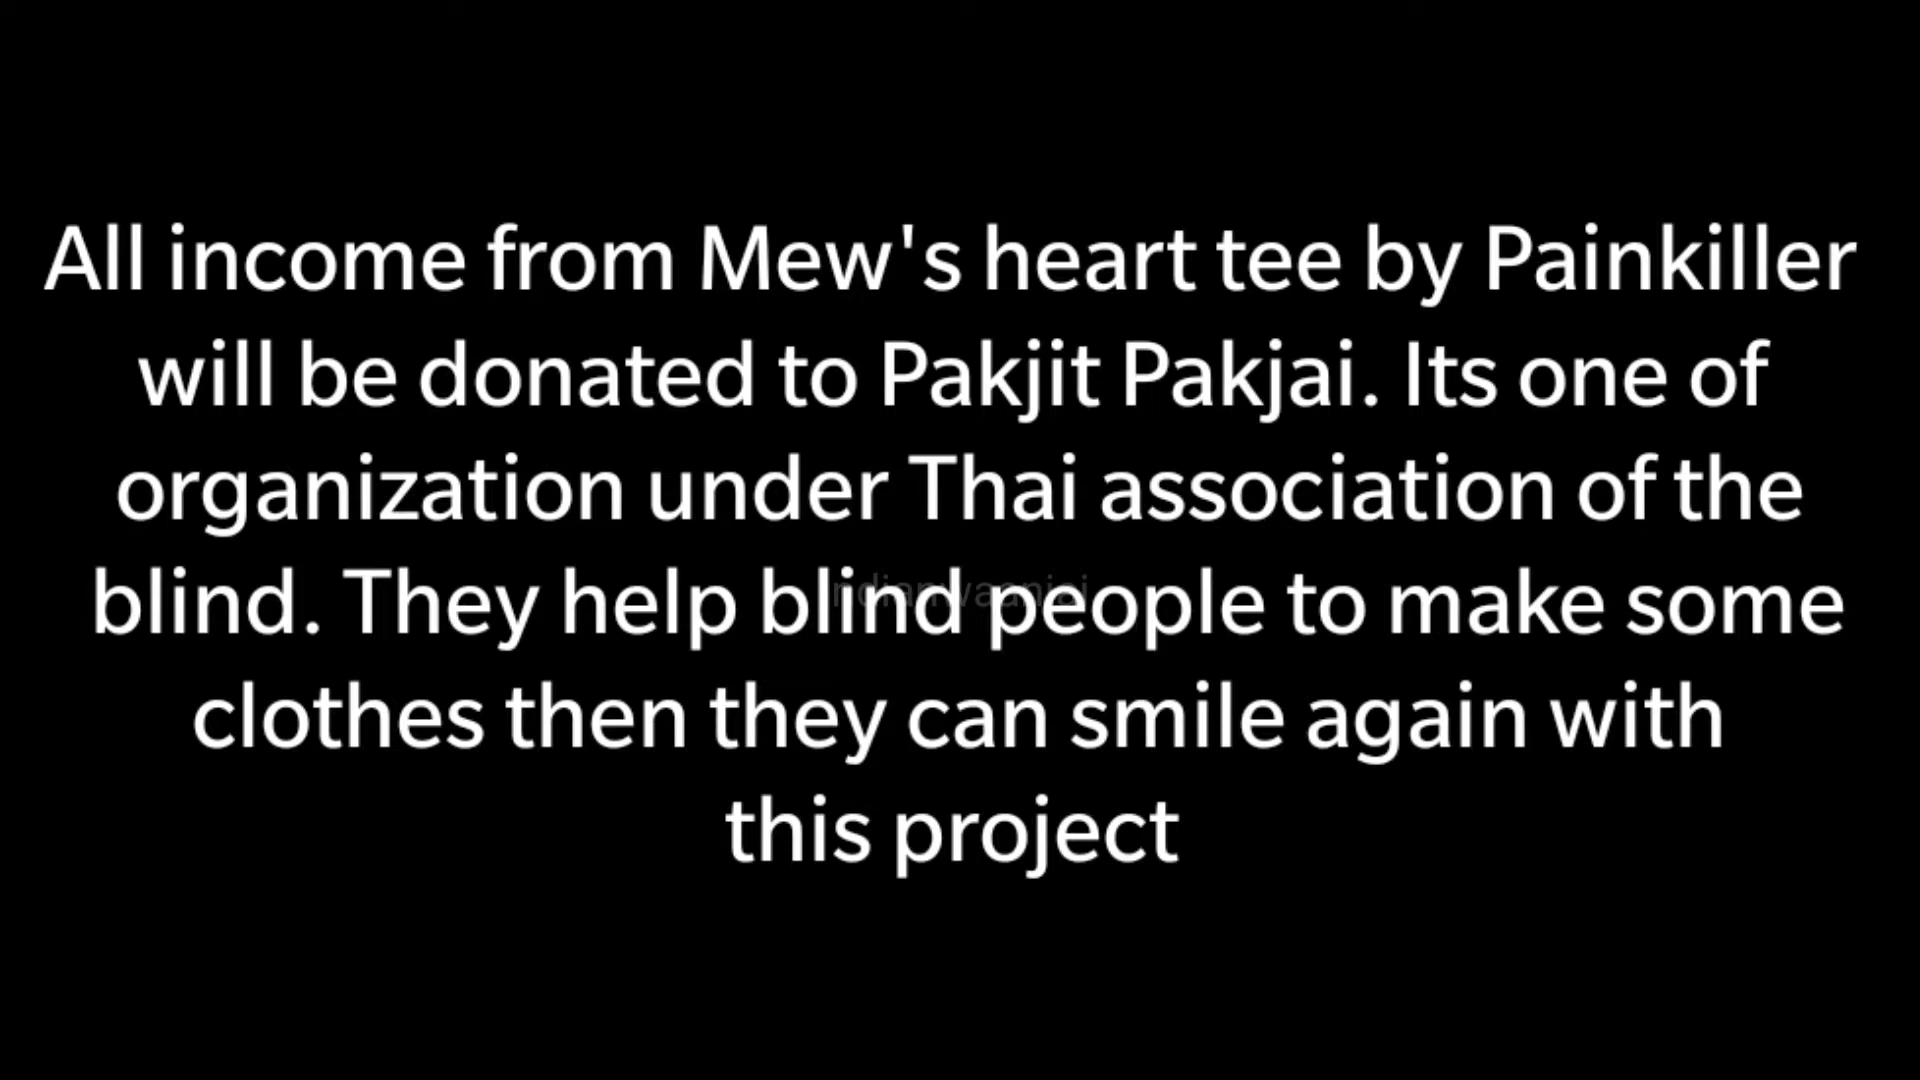 All income from Mew's heart tee by Painkiller
will be donated to Pakjit Pakjai. Its one of
organization under Thai association of the
blind. They help blind people to make some
clothes then they can smile again with
this project